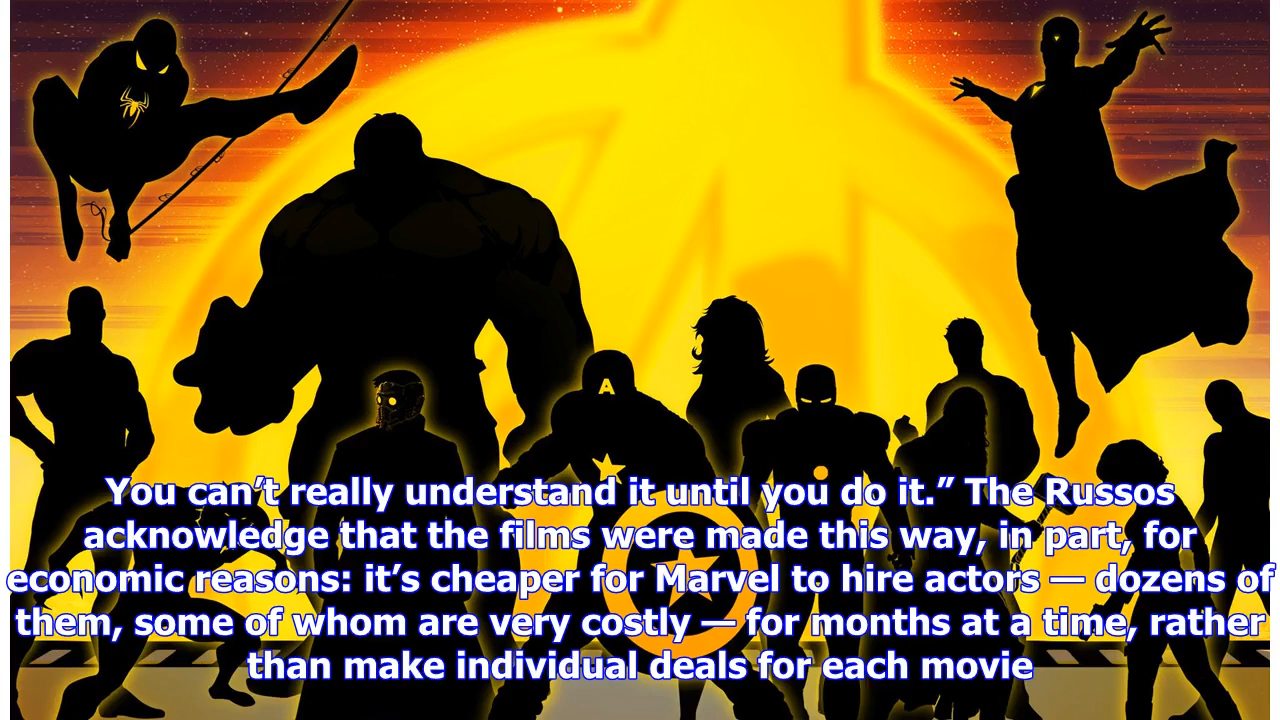 A
You can’t really understand it until you do it.” The Russos
acknowledge that the films were made this way, in part, for
economic reasons: it’s cheaper for Marvel to hire actors — dozens of
them, some of whom are very costly — for months at a time, rather
than make individual deals for each movie